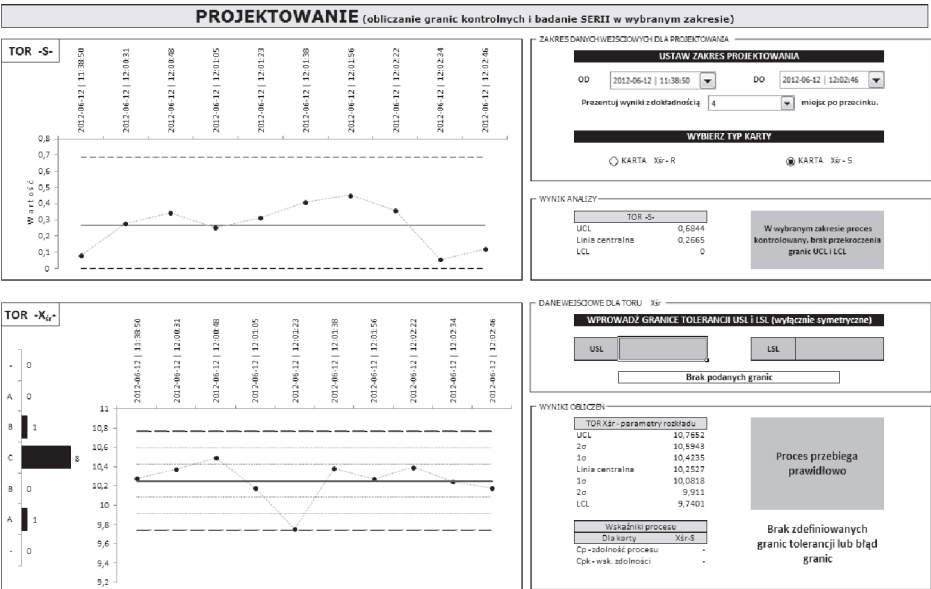 PROJEKTOWANIE (obliczanie granic kontrolnych i badanie SERII w wybranym zakresie)
TOR -S-
2012-06-12 | 11:38:50
2012-06-12 | 12:00:31
2012-06-12 | 12:00:48
2012-06-12 | 12:01:05
2012-06-12 | 12:01:23
2012-06-12 | 12:01:38
2012-06-12 | 12:01:56
2012-06-12 | 12:02:22
2012-06-12 | 12:02:34
2012-06-12 | 12:02:46
Wartość
0,8
0,7
0,6
0,5
0,4
0,3
0,2
0,1
0
ZAKRES DANYCH WEJŚCIOWYCH DLA PROJEKTOWANIA
USTAW ZAKRES PROJEKTOWANIA
OD 2012-06-12 | 11:38:50 DO 2012-06-12 | 12:02:46
Prezentuj wyniki z dokładnością 4 miejsc po przecinku.
WYBIERZ TYP KARTY
KARTA Xśr - R KARTA Xśr - S
WYNIK ANALIZY
TOR -S-
UCL 0,6844
Linia centralna 0,2665
LCL 0
W wybranym zakresie proces
kontrolowany, brak przekroczenia
granic UCL i LCL
TOR -Xśr-
2012-06-12 | 11:38:50
2012-06-12 | 12:00:31
2012-06-12 | 12:00:48
2012-06-12 | 12:01:05
2012-06-12 | 12:01:23
2012-06-12 | 12:01:38
2012-06-12 | 12:01:56
2012-06-12 | 12:02:22
2012-06-12 | 12:02:34
2012-06-12 | 12:02:46
- 0
A 0
B 1
C 8
B 0
A 1
- 0
11
10,8
10,6
10,4
10,2
10
9,8
9,6
9,4
9,2
DANE WEJŚCIOWE DLA TORU Xśr
WPROWADŹ GRANICE TOLERANCJI USL i LSL (wyłącznie symetryczne)
USL LSL
Brak podanych granic
WYNIKI OBLICZEŃ
TOR Xśr - parametry rozkładu
UCL 10,7652
2σ 10,5943
1σ 10,4235
Linia centralna 10,2527
1σ 10,0818
2σ 9,911
LCL 9,7401
Proces przebiega
prawidłowo
Wskaźniki procesu
Dla karty Xśr-S
Cp - zdolność procesu -
Cpk - wsk. zdolności -
Brak zdefiniowanych
granic tolerancji lub błąd
granic